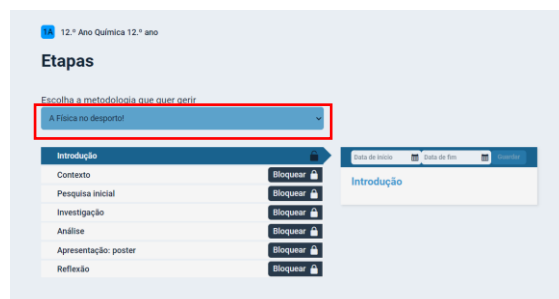 1A 12.º Ano Química 12.º ano
Etapas
Escolha a metodologia que quer gerir
A Física no desporto!
Introdução
Contexto Bloquear
Pesquisa inicial Bloquear
Investigação Bloquear
Análise Bloquear
Apresentação: poster Bloquear
Reflexão Bloquear
Data de início Data de fim Guardar
Introdução